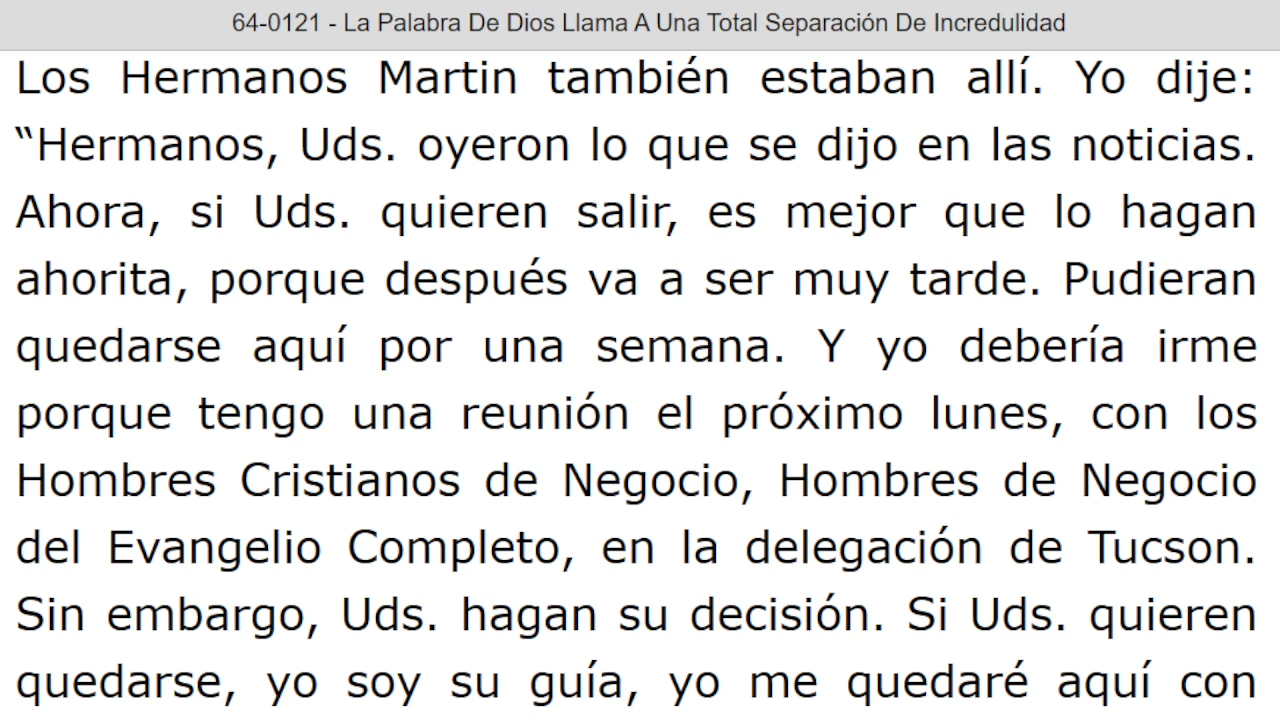 64-0121 - La Palabra De Dios Llama A Una Total Separación De Incredulidad
Los Hermanos Martin también estaban allí. Yo dije:
“Hermanos, Uds. oyeron lo que se dijo en las noticias.
Ahora, si Uds. quieren salir, es mejor que lo hagan
ahorita, porque después va a ser muy tarde. Pudieran
quedarse aquí por una semana. Y yo debería irme
porque tengo una reunión el próximo lunes, con los
Hombres Cristianos de Negocio, Hombres de Negocio
del Evangelio Completo, en la delegación de Tucson.
Sin embargo, Uds. hagan su decisión. Si Uds. quieren
quedarse, yo soy su guía, yo me quedaré aquí con